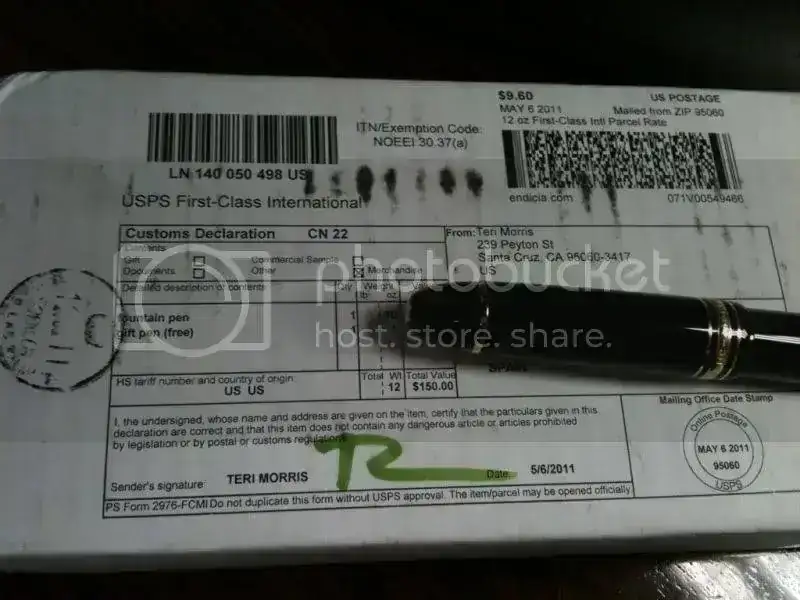 $9.60 US POSTAGE
MAY 6 2011 Mailed from ZIP 95060
12 oz First-Class Intl Parcel Rate
ITN/Exemption Code:
NOEEI 30.37(a)
LN 140 050 498 US
endicia.com 071V00549466
USPS First-Class International
Customs Declaration CN 22
From: Teri Morris
239 Peyton St
Santa Cruz, CA 95060-3417
US
Contents
Gift Commercial Sample
Documents Other Merchandise
Detailed description of contents Qty Weight
lb oz
ountain pen 1
gift pen (free)
photobucket
host. store. share.
SPAIN
HS tariff number and country of origin
US US
Total Wt Total Value
12 $150.00
I, the undersigned, whose name and address are given on the item, certify that the particulars given in this
declaration are correct and that this item does not contain any dangerous article or articles prohibited
by legislation or by postal or customs regulations
Sender's signature TERI MORRIS Date: 5/6/2011
PS Form 2976-FCMI Do not duplicate this form without USPS approval. The item/parcel may be opened officially
Mailing Office Date Stamp
Online Postage
MAY 6 2011
95060
USPS